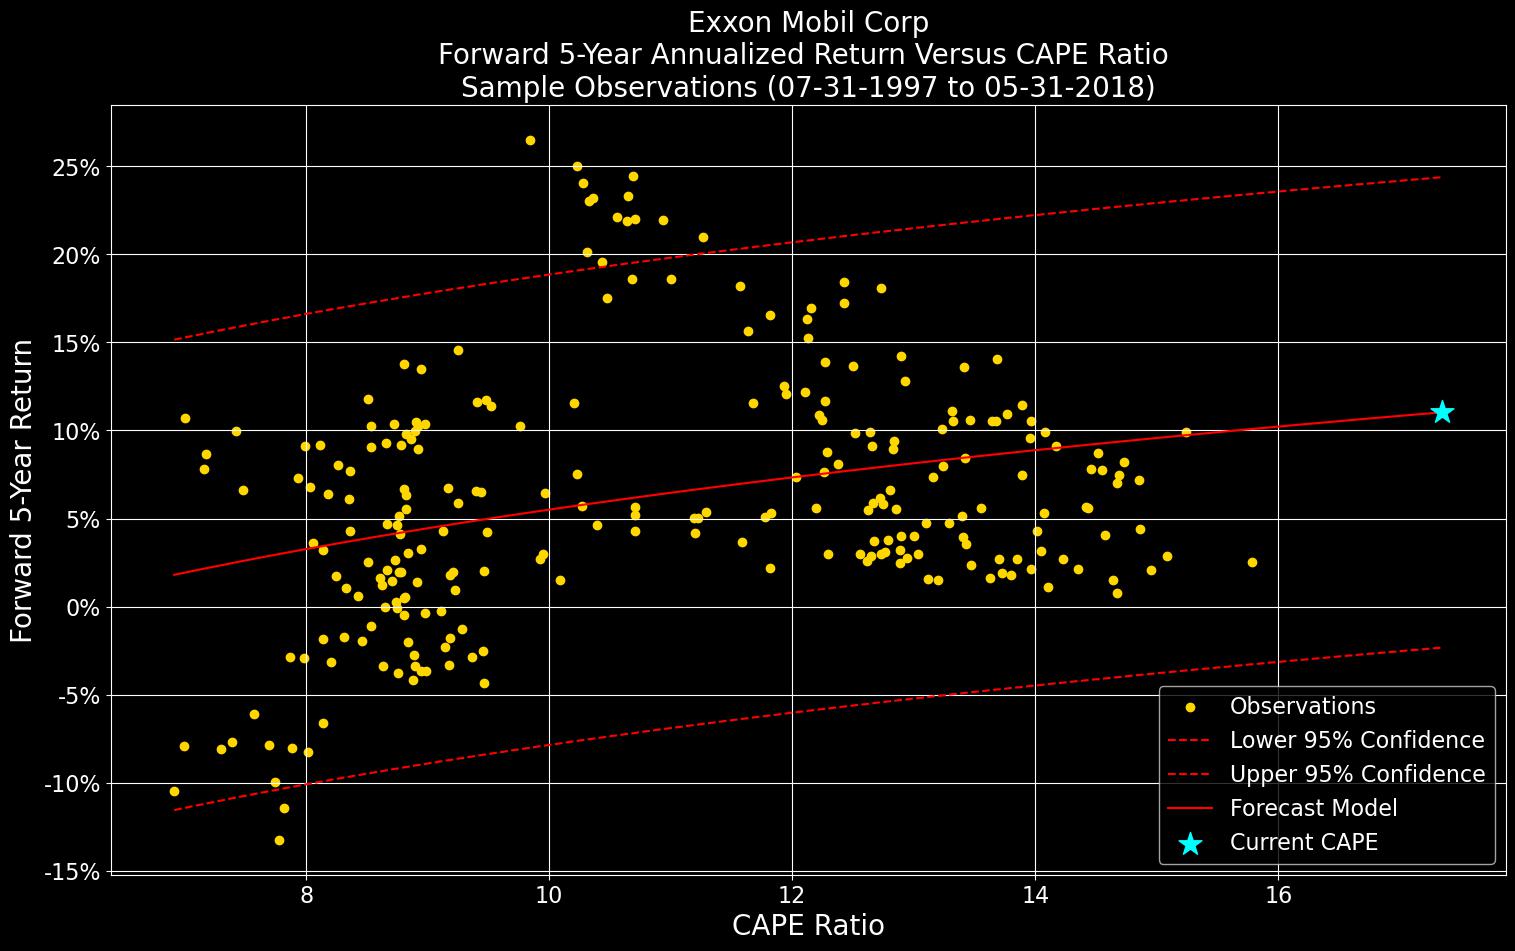 Exxon Mobil Corp
Forward 5-Year Annualized Return Versus CAPE Ratio
Sample Observations (07-31-1997 to 05-31-2018)
Forward 5-Year Return
25%
20%
15%
10%
5%
0%
-5%
-10%
-15%
Observations
Lower 95% Confidence
Upper 95% Confidence
Forecast Model
Current CAPE
8 10 12 14 16
CAPE Ratio